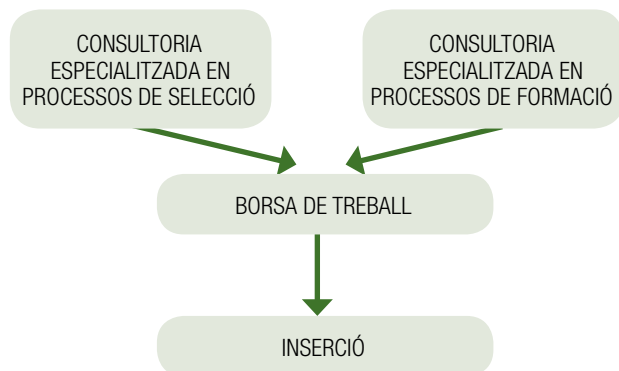 CONSULTORIA
ESPECIALITZADA EN
PROCESSOS DE SELECCIÓ
CONSULTORIA
ESPECIALITZADA EN
PROCESSOS DE FORMACIÓ
BORSA DE TREBALL
INSERCIÓ